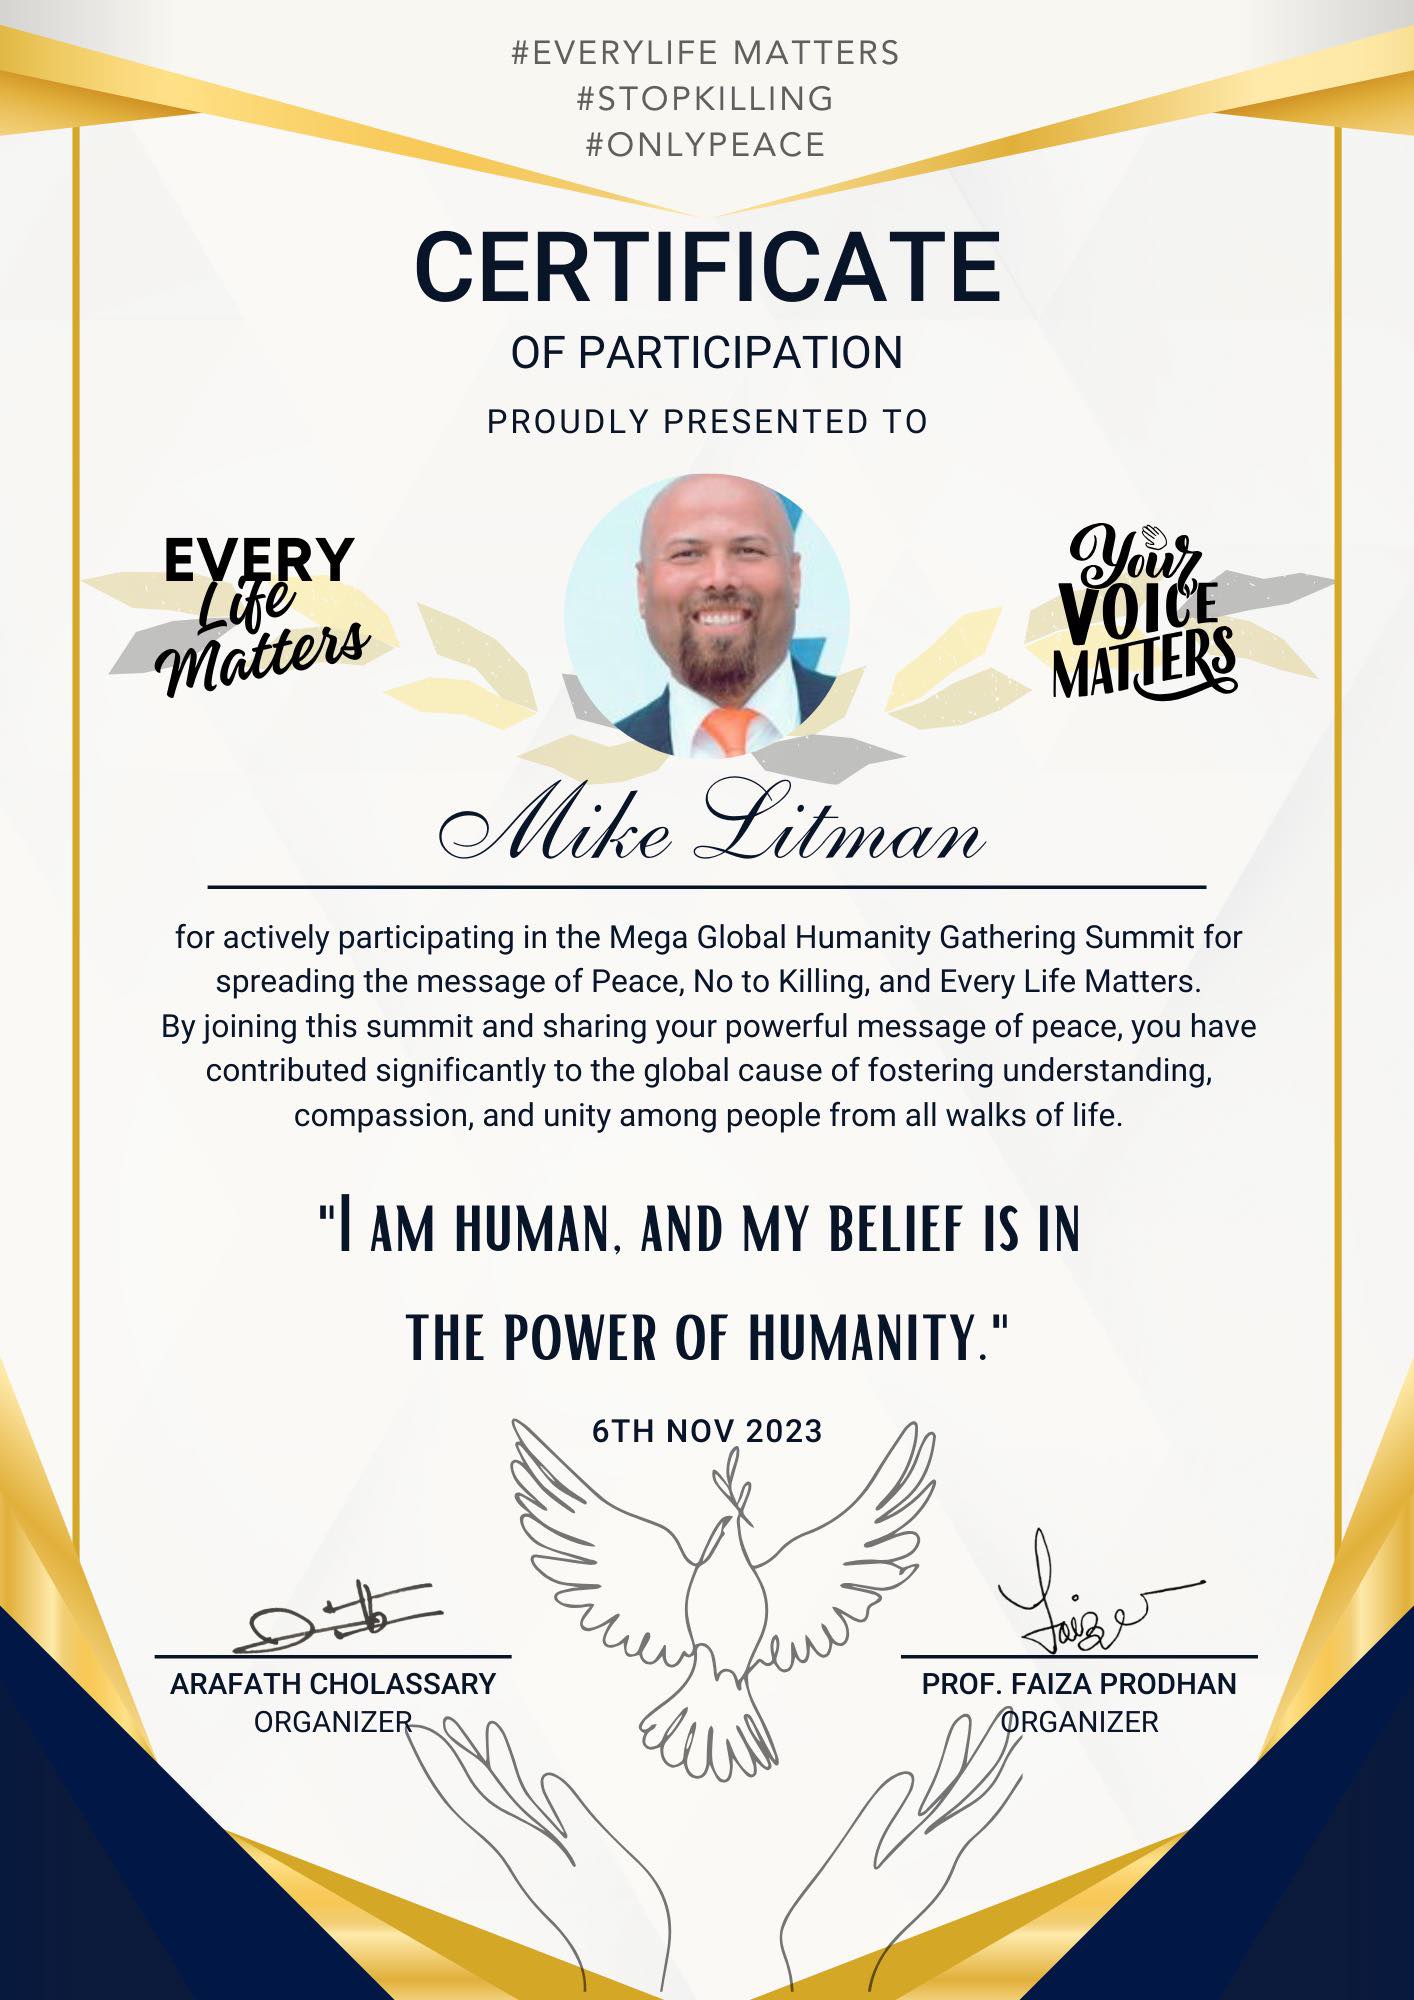 #EVERYLIFE MATTERS
#STOPKILLING
#ONLYPEACE
CERTIFICATE
OF PARTICIPATION
PROUDLY PRESENTED TO
EVERY
Life
Matters
Your
VOICE
MATTERS
Mike Litman
for actively participating in the Mega Global Humanity Gathering Summit for
spreading the message of Peace, No to Killing, and Every Life Matters.
By joining this summit and sharing your powerful message of peace, you have
contributed significantly to the global cause of fostering understanding,
compassion, and unity among people from all walks of life.
"I AM HUMAN, AND MY BELIEF IS IN
THE POWER OF HUMANITY."
6TH NOV 2023
Faiza
ARAFATH CHOLASSARY
ORGANIZER
PROF. FAIZA PRODHAN
ORGANIZER